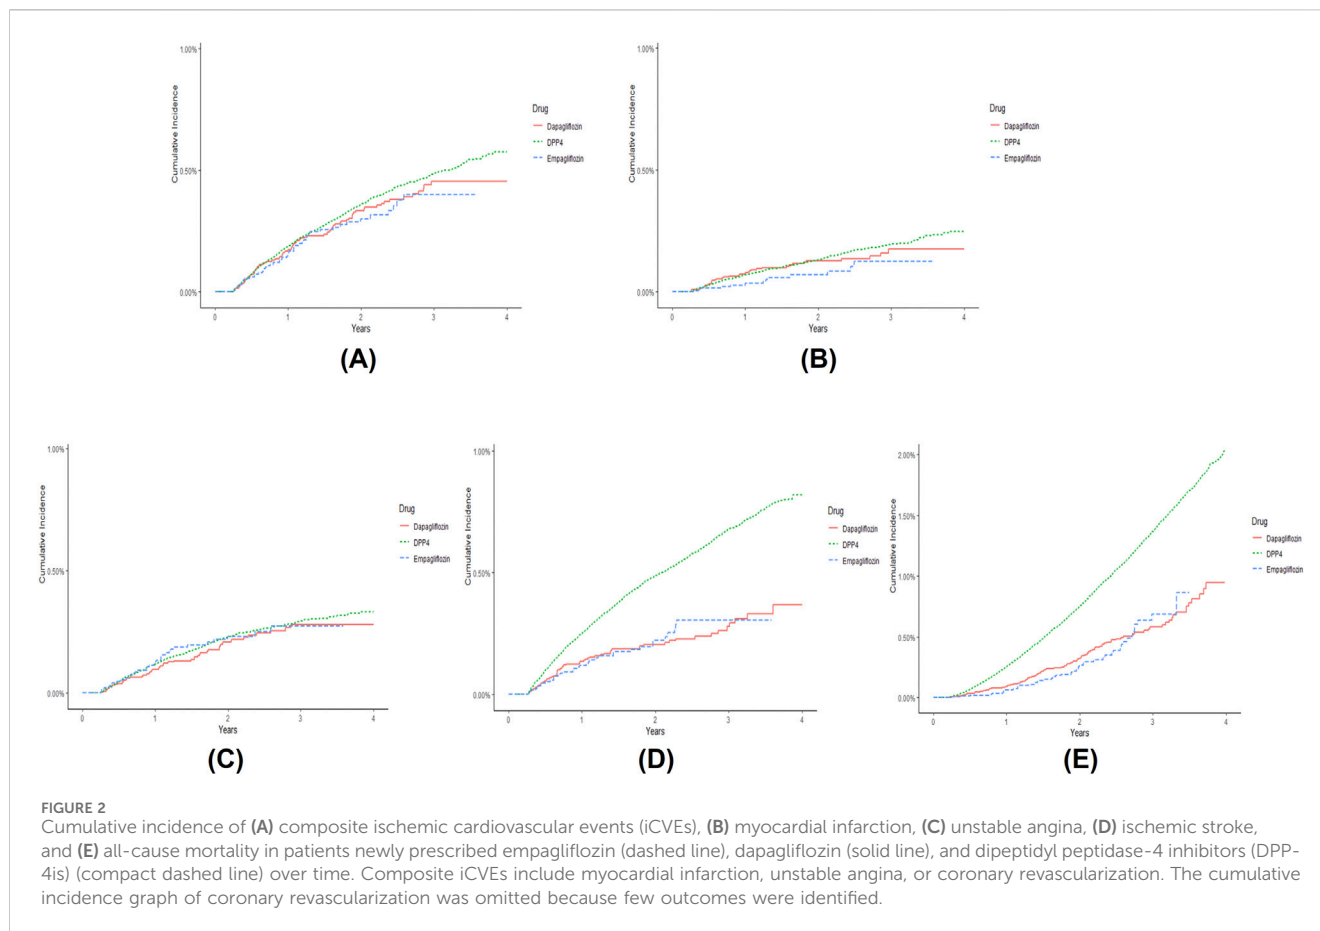 1.00%
0.50%
0.00%
Cumulative Incidence
0
1
2
3
4
Years
Drug
Dapagliflozin
DPP4
Empagliflozin
(A)
1.00%
0.50%
0.00%
Cumulative Incidence
0
1
2
3
4
Years
Drug
Dapagliflozin
DPP4
Empagliflozin
(B)
1.00%
0.50%
0.00%
Cumulative Incidence
0
1
2
3
4
Years
Drug
Dapagliflozin
DPP4
Empagliflozin
(C)
1.00%
0.50%
0.00%
Cumulative Incidence
0
1
2
3
4
Years
Drug
Dapagliflozin
DPP4
Empagliflozin
(D)
2.00%
1.50%
1.00%
0.50%
0.00%
Cumulative Incidence
0
1
2
3
4
Years
Drug
Dapagliflozin
DPP4
Empagliflozin
(E)
FIGURE 2
Cumulative incidence of (A) composite ischemic cardiovascular events (iCVEs), (B) myocardial infarction, (C) unstable angina, (D) ischemic stroke,
and (E) all-cause mortality in patients newly prescribed empagliflozin (dashed line), dapagliflozin (solid line), and dipeptidyl peptidase-4 inhibitors (DPP-
4is) (compact dashed line) over time. Composite iCVEs include myocardial infarction, unstable angina, or coronary revascularization. The cumulative
incidence graph of coronary revascularization was omitted because few outcomes were identified.